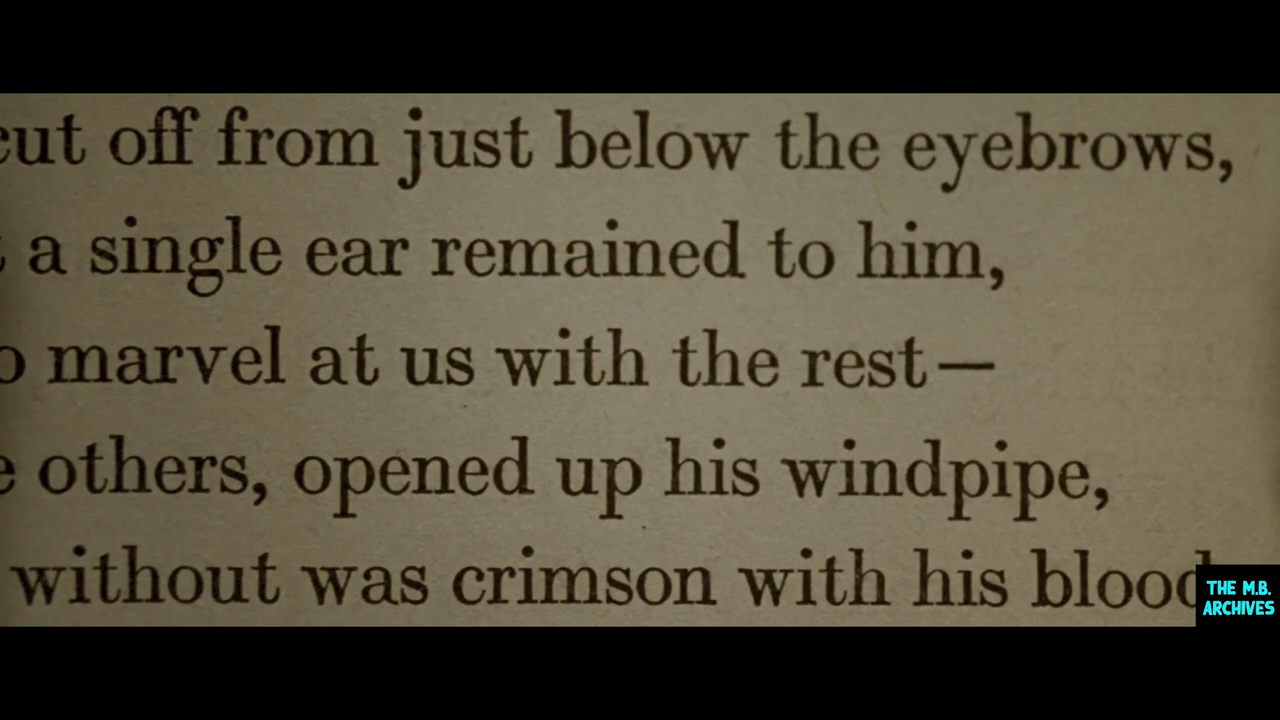 cut off from just below the eyebrows,
a single ear remained to him,
marvel at us with the rest—
others, opened up his windpipe,
without was crimson with his blood
THE M.B.
ARCHIVES